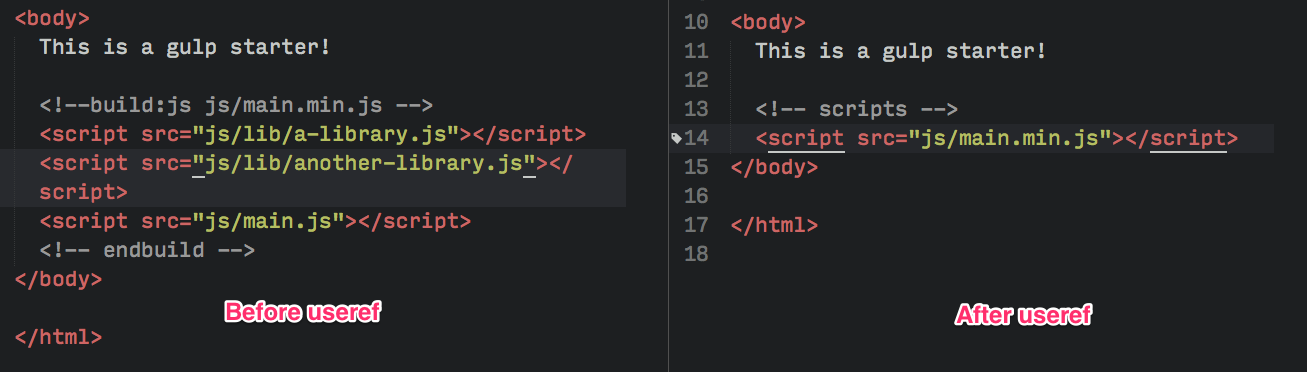 <body>
This is a gulp starter!
<!--build:js js/main.min.js -->
<script src="js/lib/a-library.js"></script>
<script src="js/lib/another-library.js"></
script>
<script src="js/main.js"></script>
<!-- endbuild -->
</body>
Before useref
</html>
10 <body>
11 This is a gulp starter!
12
13 <!-- scripts -->
14 <script src="js/main.min.js"></script>
15 </body>
16
17 </html>
18
After useref